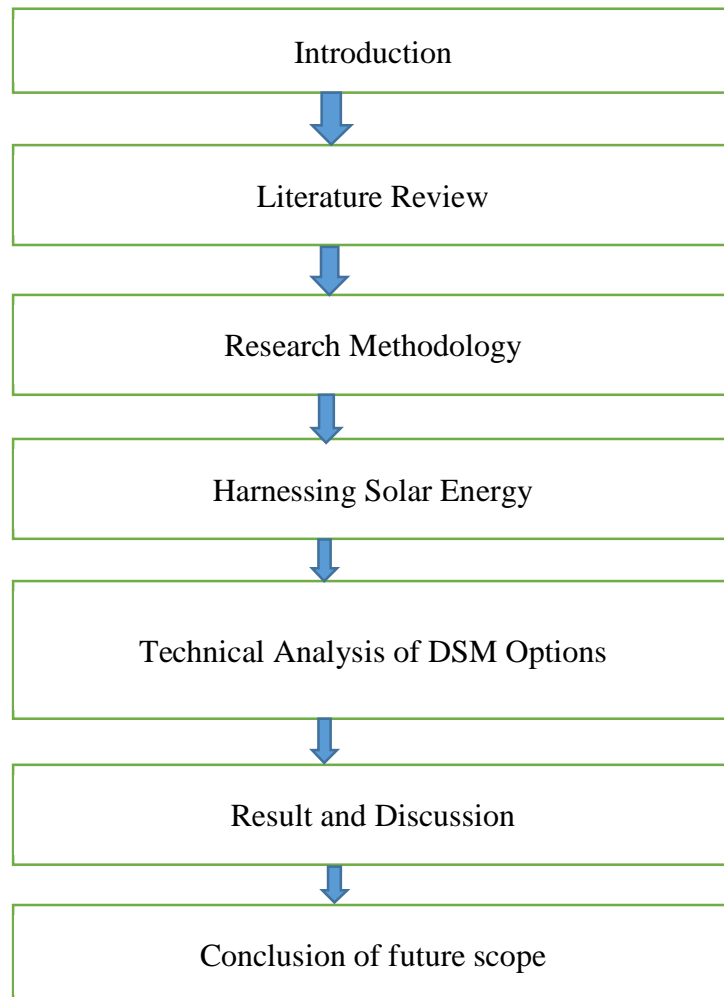 Introduction
Literature Review
Research Methodology
Harnessing Solar Energy
Technical Analysis of DSM Options
Result and Discussion
Conclusion of future scope